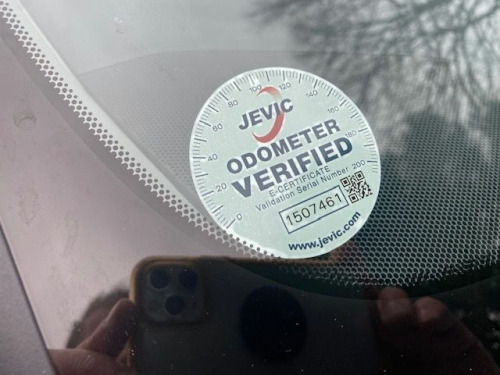 0 20 40 60 80 100 120 140 160 180 200
JEVIC
ODOMETER
VERIFIED
E-CERTIFICATE
Validation Serial Number
1507461
www.jevic.com